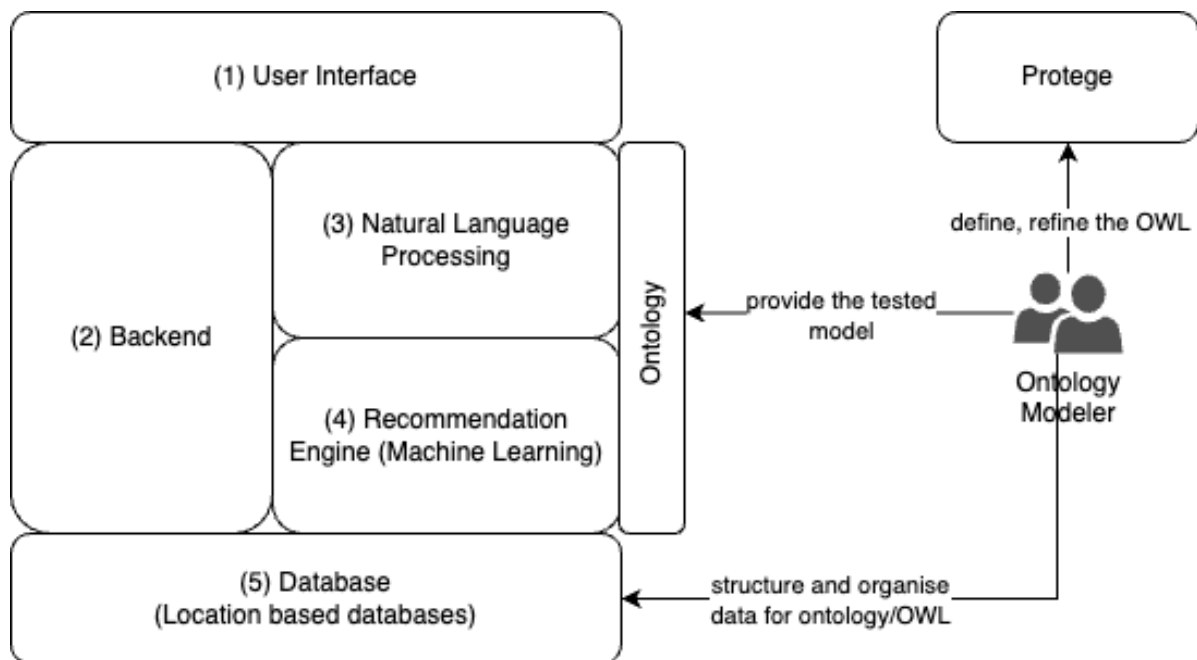 (1) User Interface
Protege
(2) Backend
(3) Natural Language
Processing
(4) Recommendation
Engine (Machine Learning)
Ontology
define, refine the OWL
provide the tested
model
Ontology
Modeler
(5) Database
(Location based databases)
structure and organise
data for ontology/OWL